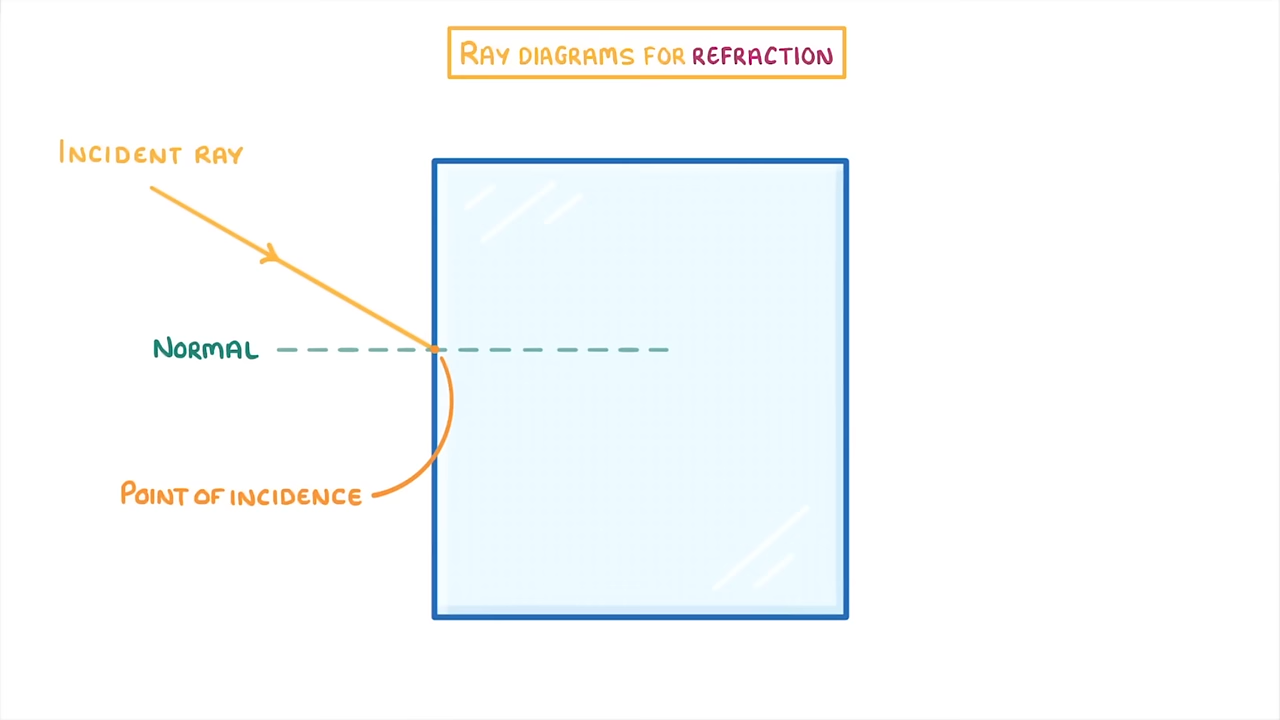 RAY DIAGRAMS FOR REFRACTION
INCIDENT RAY
NORMAL
POINT OF INCIDENCE